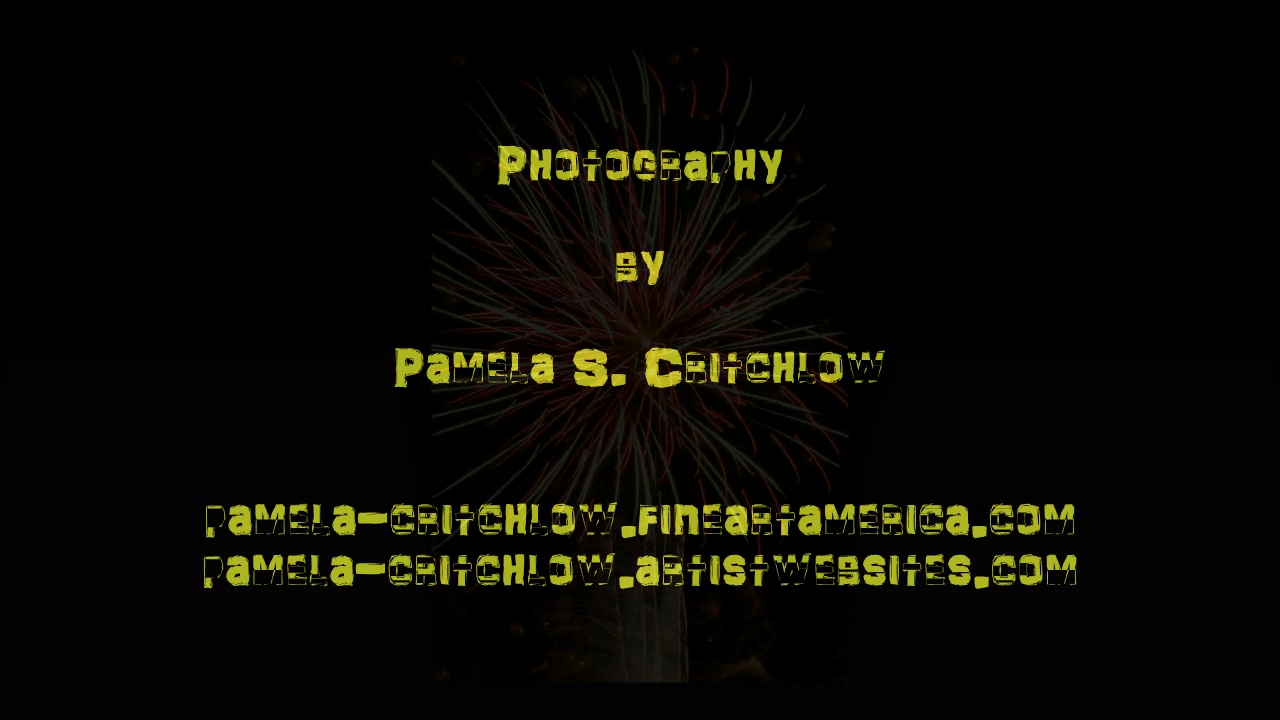 Photography
by
Pamela S. Critchlow
pamela-critchlow.fineartamerica.com
pamela-critchlow.artistwebsites.com